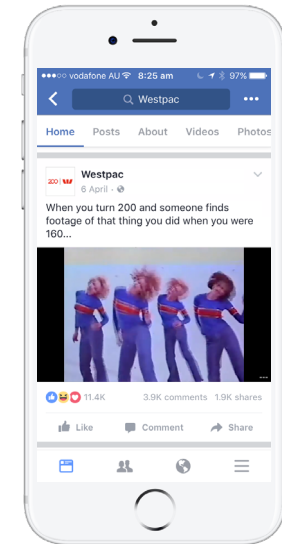 vodafone AU 8:25 am 97%
Westpac
Home Posts About Videos Photos
200
Westpac
6 April ·
When you turn 200 and someone finds
footage of that thing you did when you were
160...
11.4K 3.9K comments 1.9K shares
Like Comment Share